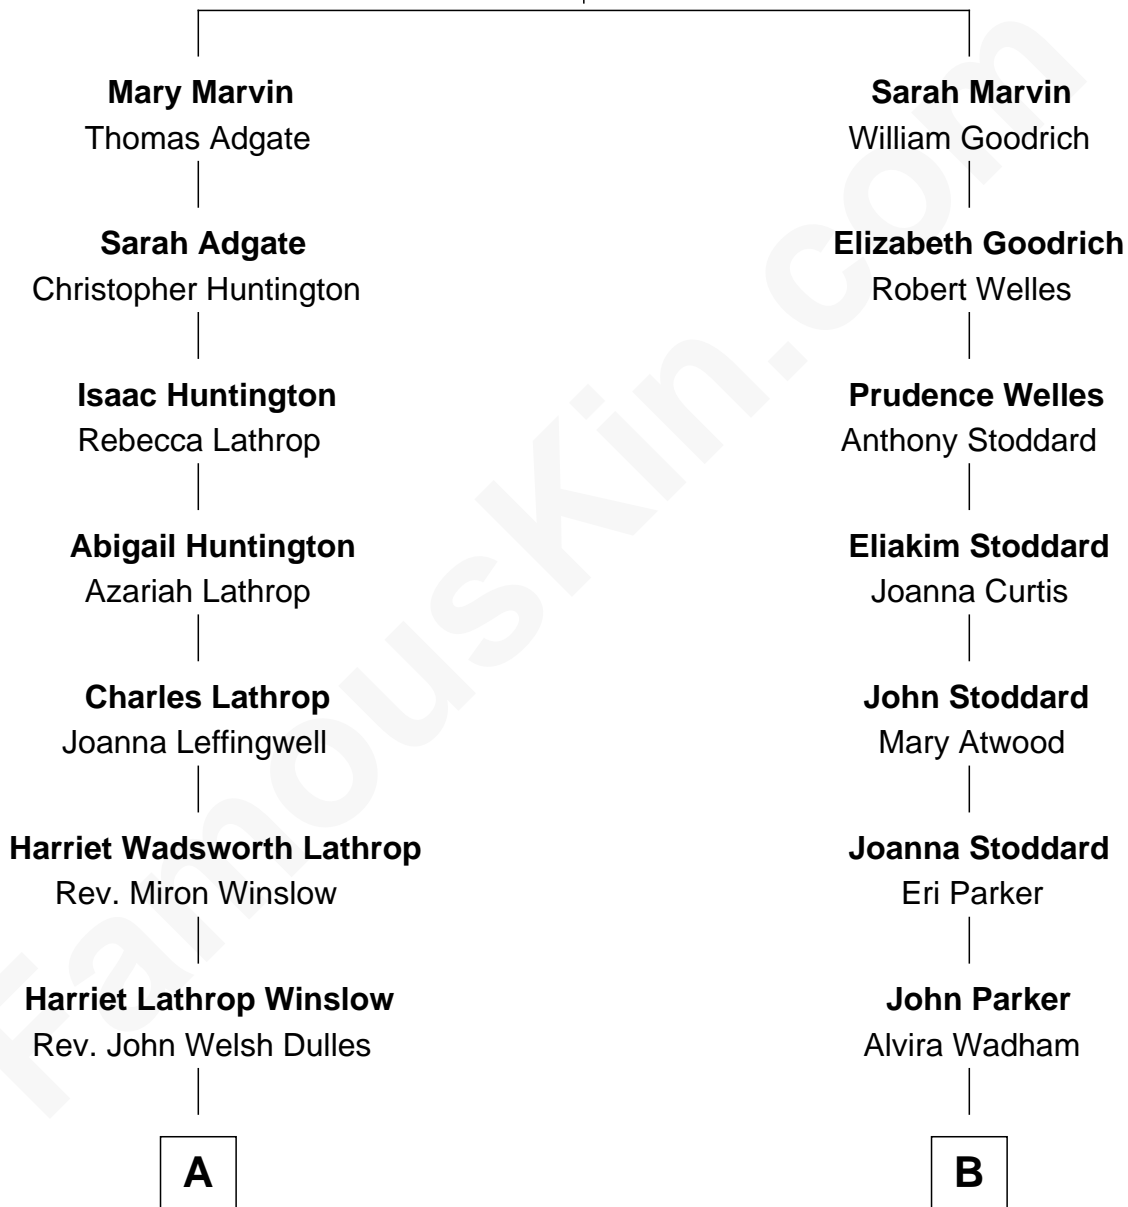 Mary Marvin
Thomas Adgate
Sarah Adgate
Christopher Huntington
Isaac Huntington
Rebecca Lathrop
Abigail Huntington
Azariah Lathrop
Charles Lathrop
Joanna Leffingwell
Harriet Wadsworth Lathrop
Rev. Miron Winslow
Harriet Lathrop Winslow
Rev. John Welsh Dulles
A
Sarah Marvin
William Goodrich
Elizabeth Goodrich
Robert Welles
Prudence Welles
Anthony Stoddard
Eliakim Stoddard
Joanna Curtis
John Stoddard
Mary Atwood
Joanna Stoddard
Eri Parker
John Parker
Alvira Wadham
B
FamousKin.com